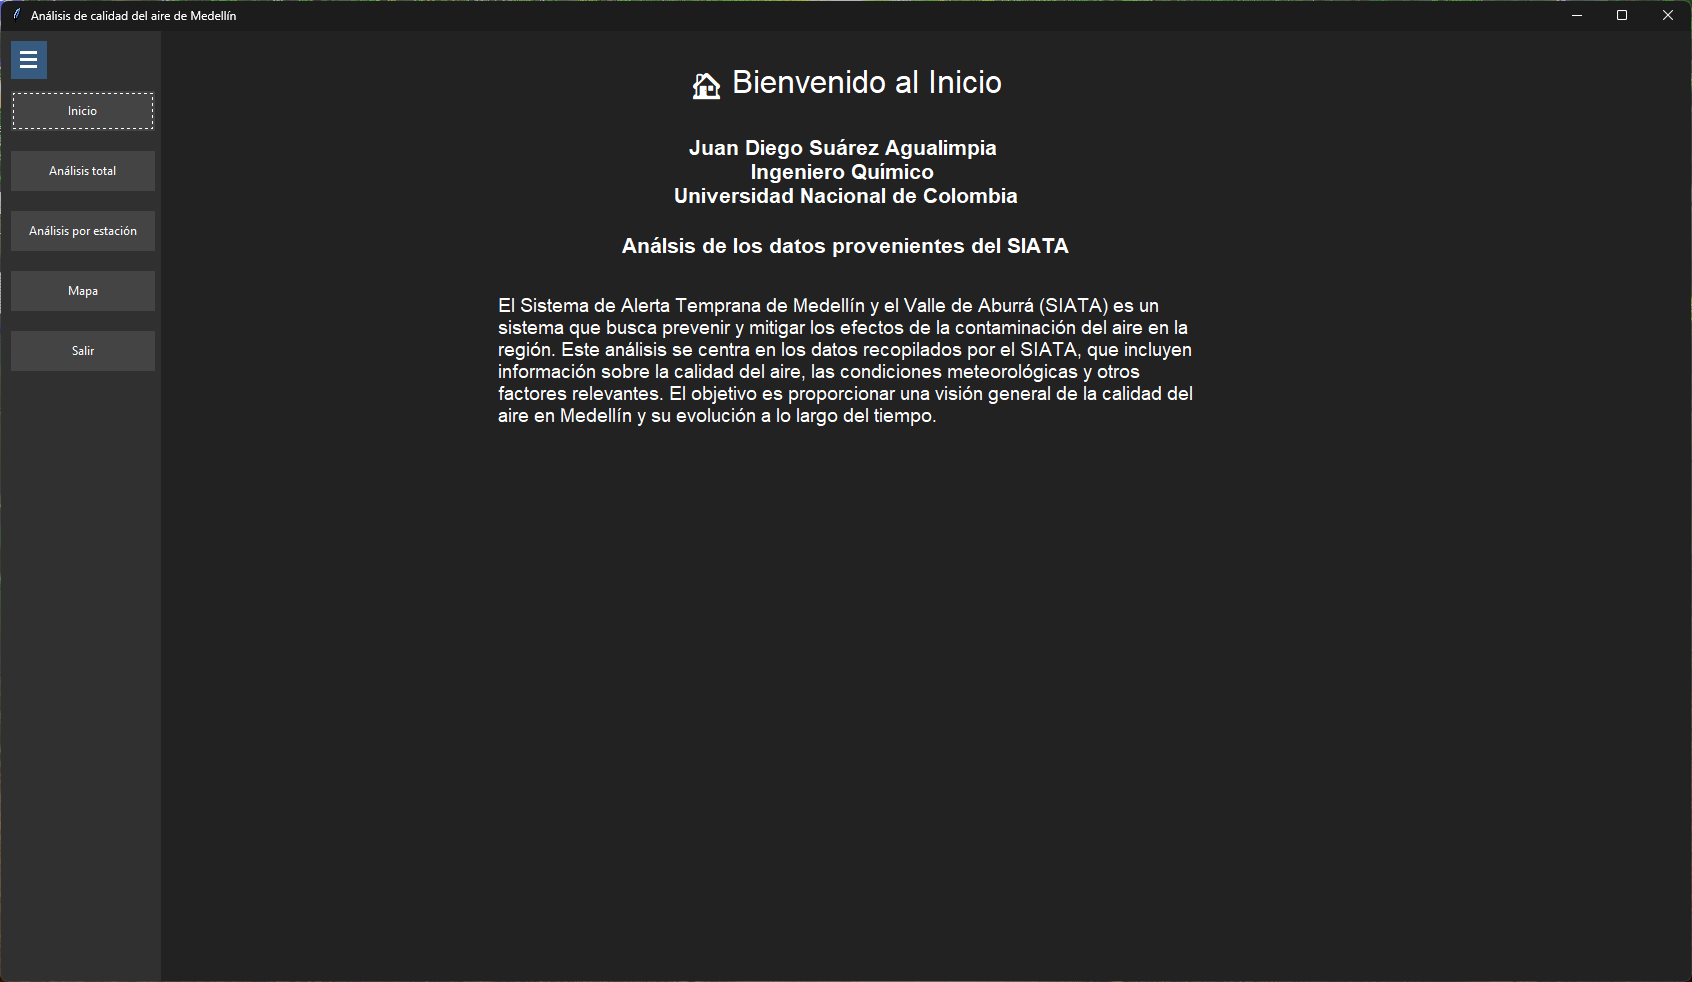 Análisis de calidad del aire de Medellín
Inicio
Análisis total
Análisis por estación
Mapa
Salir
Bienvenido al Inicio
Juan Diego Suárez Agualimpia
Ingeniero Químico
Universidad Nacional de Colombia
Análsis de los datos provenientes del SIATA
El Sistema de Alerta Temprana de Medellín y el Valle de Aburrá (SIATA) es un
sistema que busca prevenir y mitigar los efectos de la contaminación del aire en la
región. Este análisis se centra en los datos recopilados por el SIATA, que incluyen
información sobre la calidad del aire, las condiciones meteorológicas y otros
factores relevantes. El objetivo es proporcionar una visión general de la calidad del
aire en Medellín y su evolución a lo largo del tiempo.